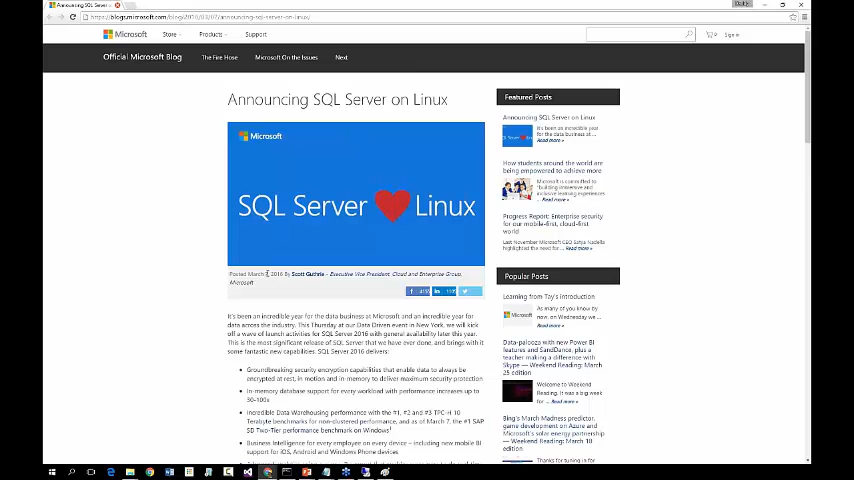 Announcing SQL Server o
https://blogs.microsoft.com/blog/2016/03/07/announcing-sql-server-on-linux/
Microsoft
Store
Products
Support
0
Sign in
Official Microsoft Blog
The Fire Hose
Microsoft On the Issues
Next
Announcing SQL Server on Linux
Microsoft
SQL Server Linux
Posted March 7, 2016 By Scott Guthrie - Executive Vice President, Cloud and Enterprise Group,
Microsoft
It's been an incredible year for the data business at Microsoft and an incredible year for
data across the industry. This Thursday at our Data Driven event in New York, we will kick
off a wave of launch activities for SQL Server 2016 with general availability later this year.
This is the most significant release of SQL Server that we have ever done, and brings with it
some fantastic new capabilities. SQL Server 2016 delivers:
Groundbreaking security encryption capabilities that enable data to always be
encrypted at rest, in motion and in-memory to deliver maximum security protection
In-memory database support for every workload with performance increases up to
30-100x
Incredible Data Warehousing performance with the #1, #2 and #3 TPC-H 10
Terabyte benchmarks for non-clustered performance, and as of March 7, the #1 SAP
SD Two-Tier performance benchmark on Windows¹
Business Intelligence for every employee on every device – including new mobile BI
support for iOS, Android and Windows Phone devices
Featured Posts
Announcing SQL Server on Linux
It's been an incredible year
for the data business at
Microsoft and an incredible year for
... Read more »
How students around the world are
being empowered to achieve more
Microsoft is committed to
"building immersive and
inclusive learning experiences
... Read more »
Progress Report: Enterprise security
for our mobile-first, cloud-first
world
Last November Microsoft CEO Satya Nadella
highlighted the need for ... Read more »
Popular Posts
Learning from Tay's introduction
As many of you know by
now, on Wednesday we ...
Read more »
Data-palooza with new Power BI
features and SandDance, plus a
teacher making a difference with
Skype — Weekend Reading: March
25 edition
Welcome to Weekend
Reading. It was a big week
for ... Read more »
Bing's March Madness predictor,
game development on Azure and
Microsoft's solar energy partnership
— Weekend Reading: March 18
edition
Thanks for tuning in for